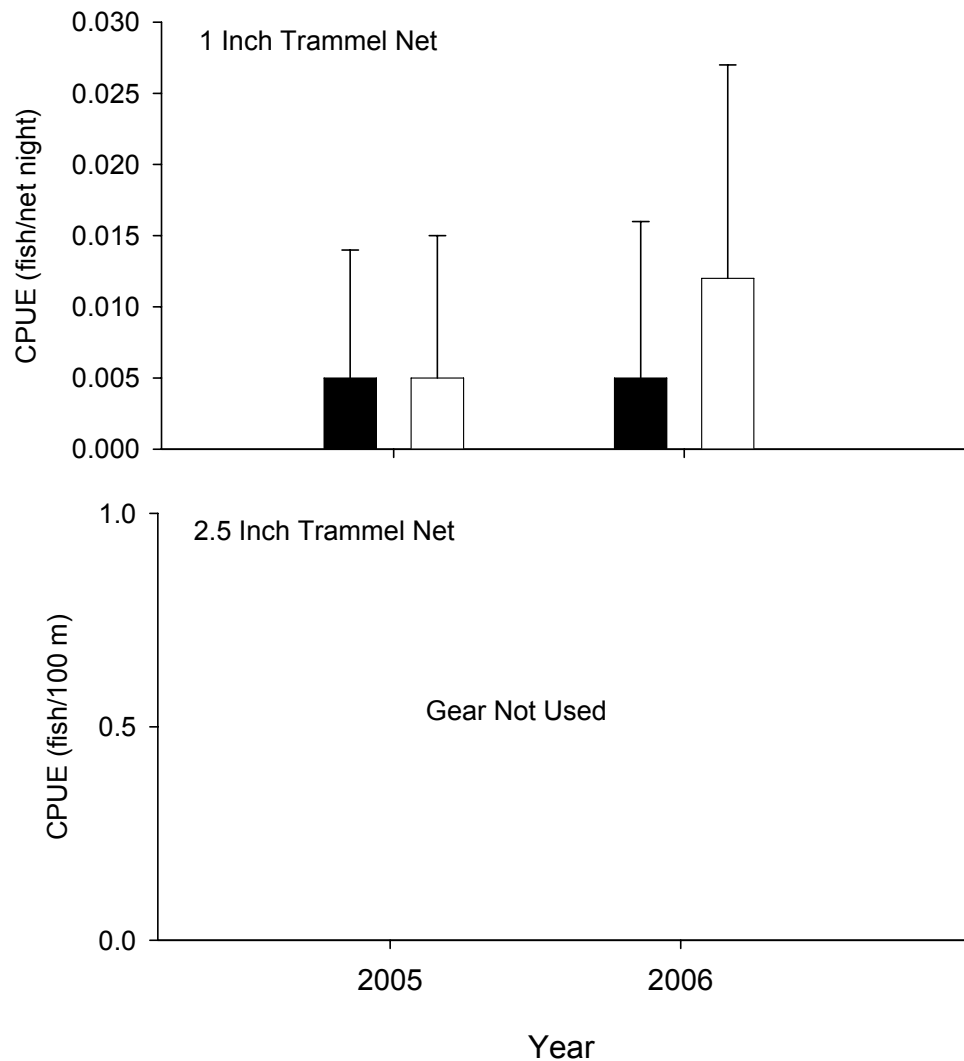 1 Inch Trammel Net
CPUE (fish/net night)
0.030
0.025
0.020
0.015
0.010
0.005
0.000
2.5 Inch Trammel Net
CPUE (fish/100 m)
1.0
0.5
0.0
Gear Not Used
2005
2006
Year